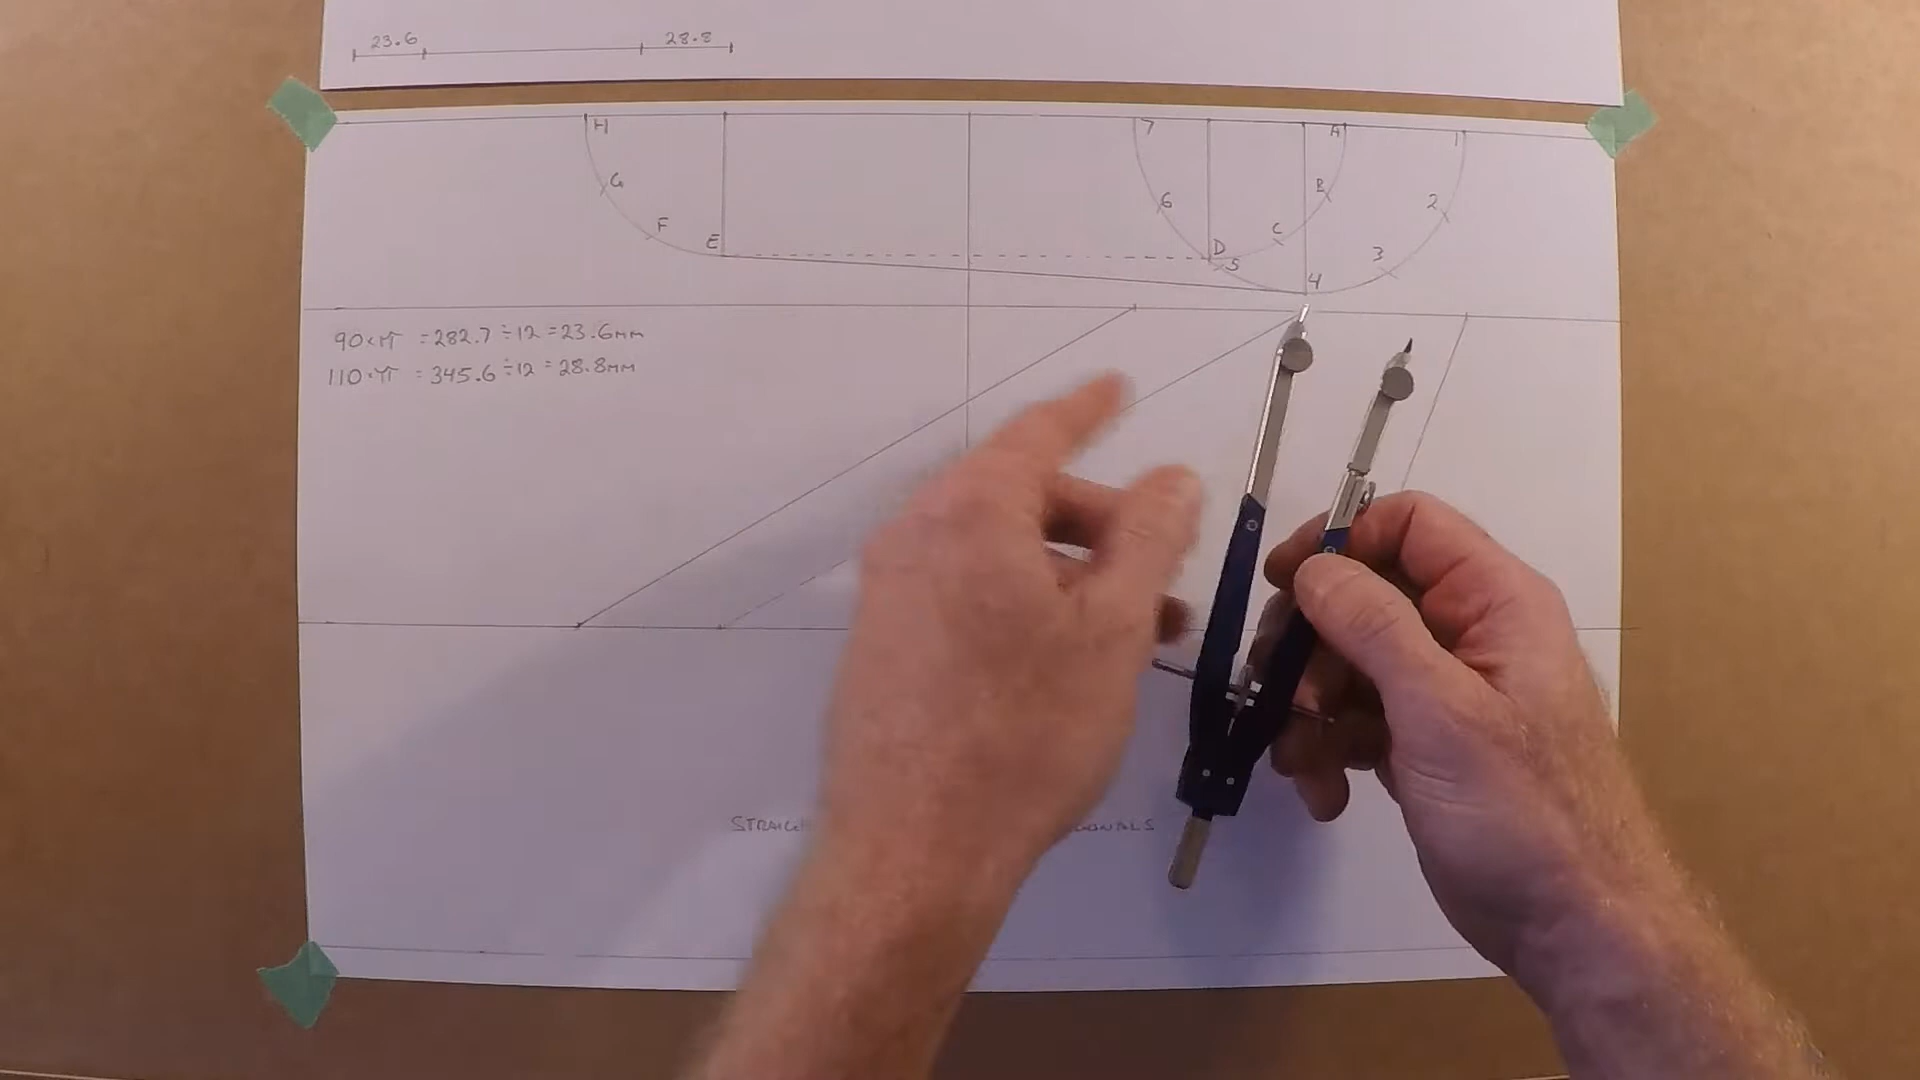 23.6 28.8
H 7 A 1
G B
6 2
F C
E D 3
5
4
90×π = 282.7 ÷ 12 = 23.6MM
110×π = 345.6 ÷ 12 = 28.8MM